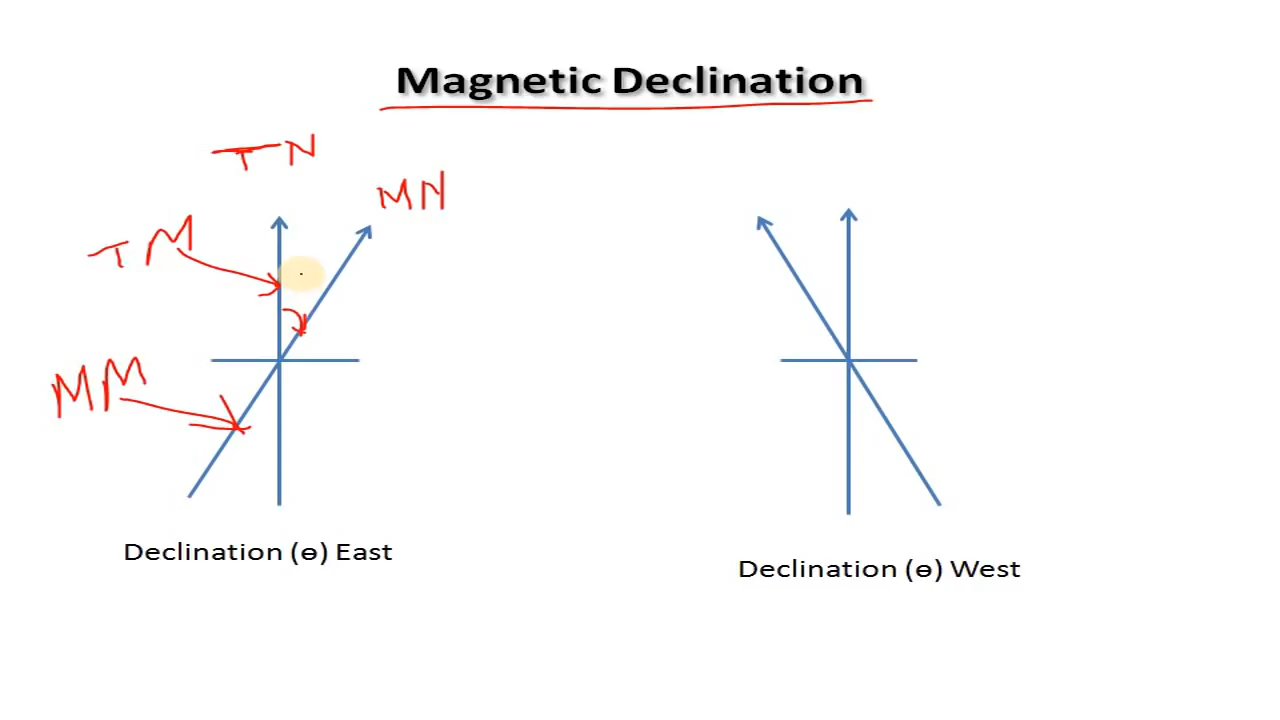 Magnetic Declination
TN
MN
TM
MM
Declination (ɵ) East
Declination (ɵ) West